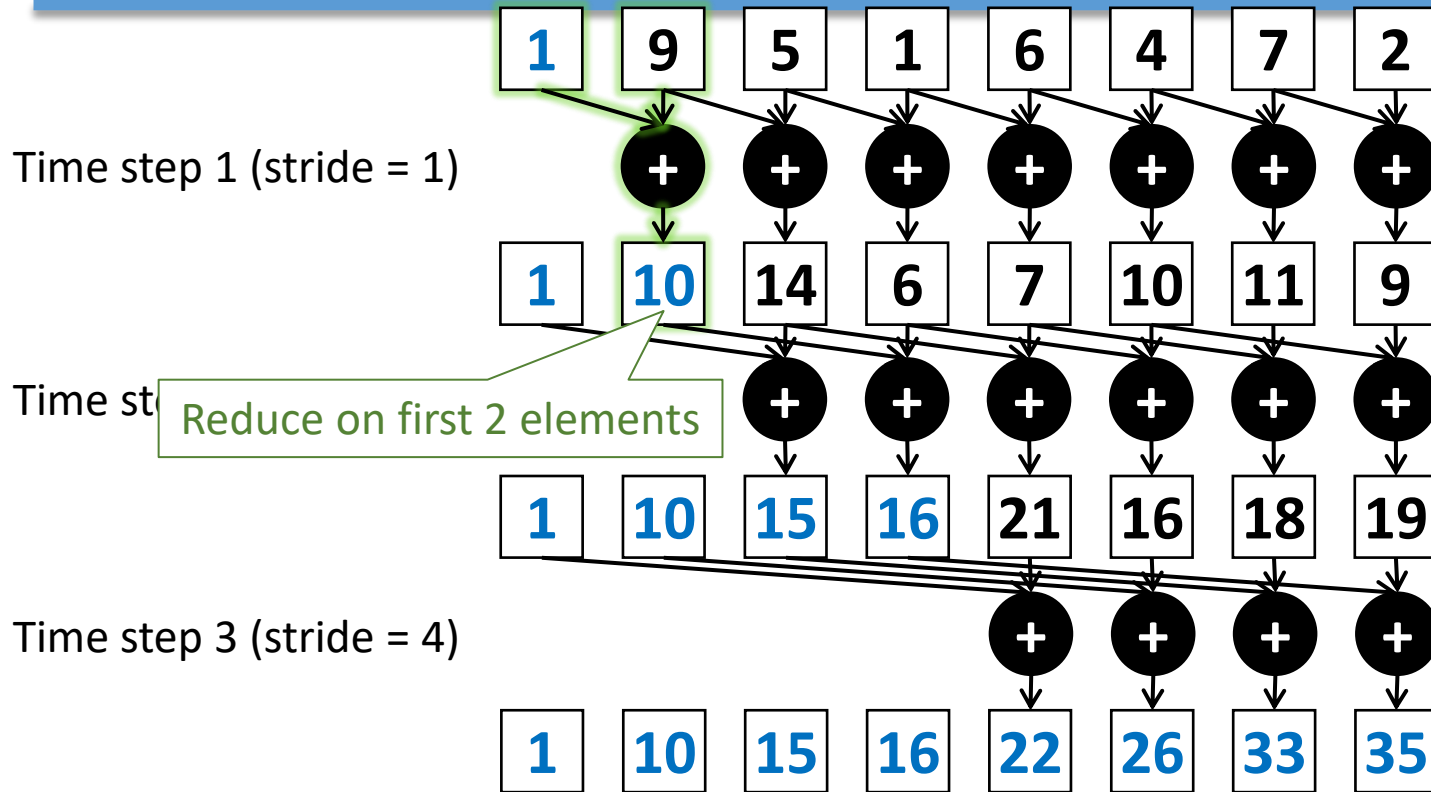 1 9 5 1 6 4 7 2
Time step 1 (stride = 1) + + + + + + +
1 10 14 6 7 10 11 9
Time st + + + + + +
Reduce on first 2 elements
1 10 15 16 21 16 18 19
Time step 3 (stride = 4) + + + +
1 10 15 16 22 26 33 35